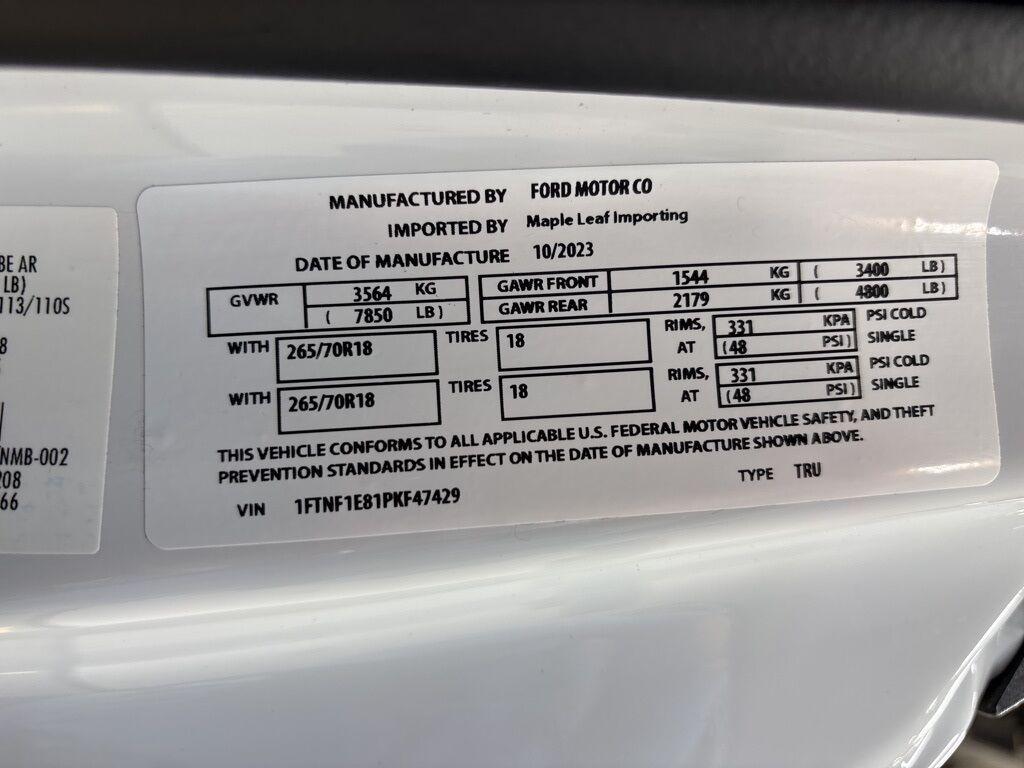 BE AR
LB)
113/110S
8
NMB-002
208
66
MANUFACTURED BY FORD MOTOR CO
IMPORTED BY Maple Leaf Importing
DATE OF MANUFACTURE 10/2023
GVWR 3564 KG
( 7850 LB )
GAWR FRONT 1544 KG ( 3400 LB )
GAWR REAR 2179 KG ( 4800 LB )
WITH 265/70R18 TIRES 18 RIMS, AT 331 KPA (48 PSI) PSI COLD SINGLE
WITH 265/70R18 TIRES 18 RIMS, AT 331 KPA (48 PSI) PSI COLD SINGLE
THIS VEHICLE CONFORMS TO ALL APPLICABLE U.S. FEDERAL MOTOR VEHICLE SAFETY, AND THEFT
PREVENTION STANDARDS IN EFFECT ON THE DATE OF MANUFACTURE SHOWN ABOVE.
VIN 1FTNF1E81PKF47429 TYPE TRU